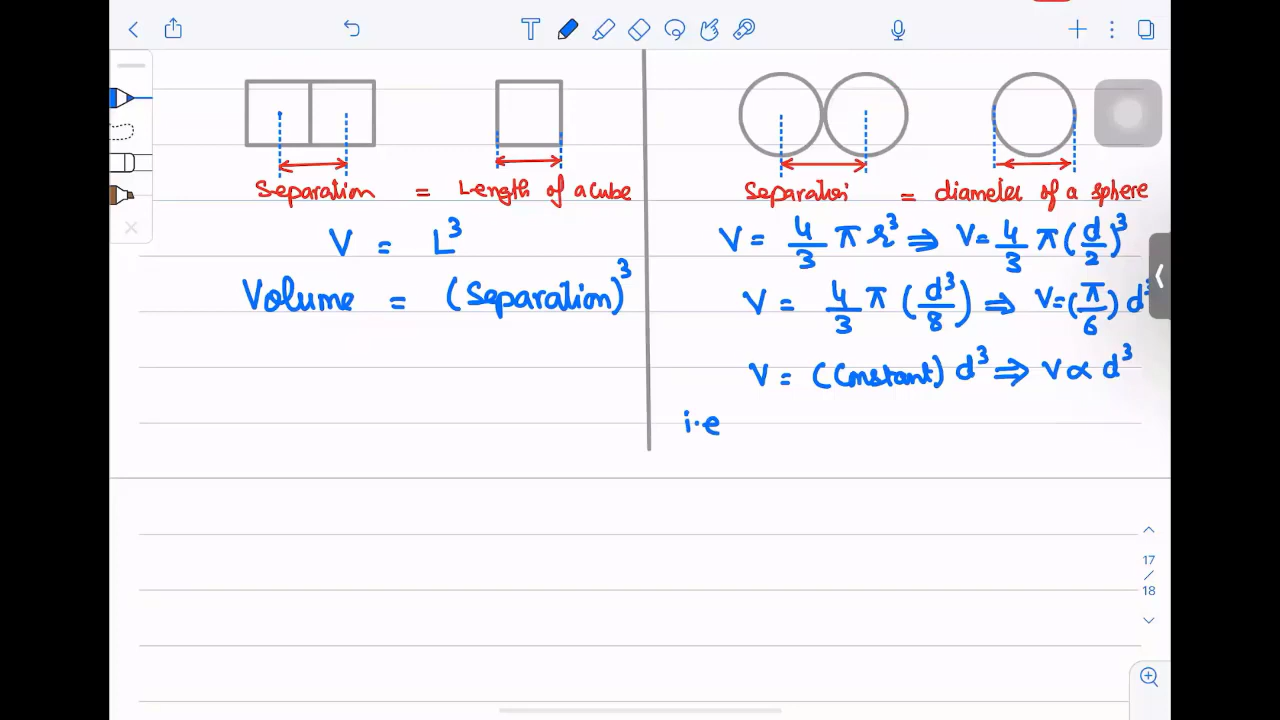 T
Separation = Length of a cube
V = L³
Volume = (Separation)³
Separation = diameter of a sphere
V = 4/3 π r³ ⇒ V = 4/3 π (d/2)³
V = 4/3 π (d³/8) ⇒ V = (π/6) d³
V = (Constant) d³ ⇒ V ∝ d³
i.e
17
/
18